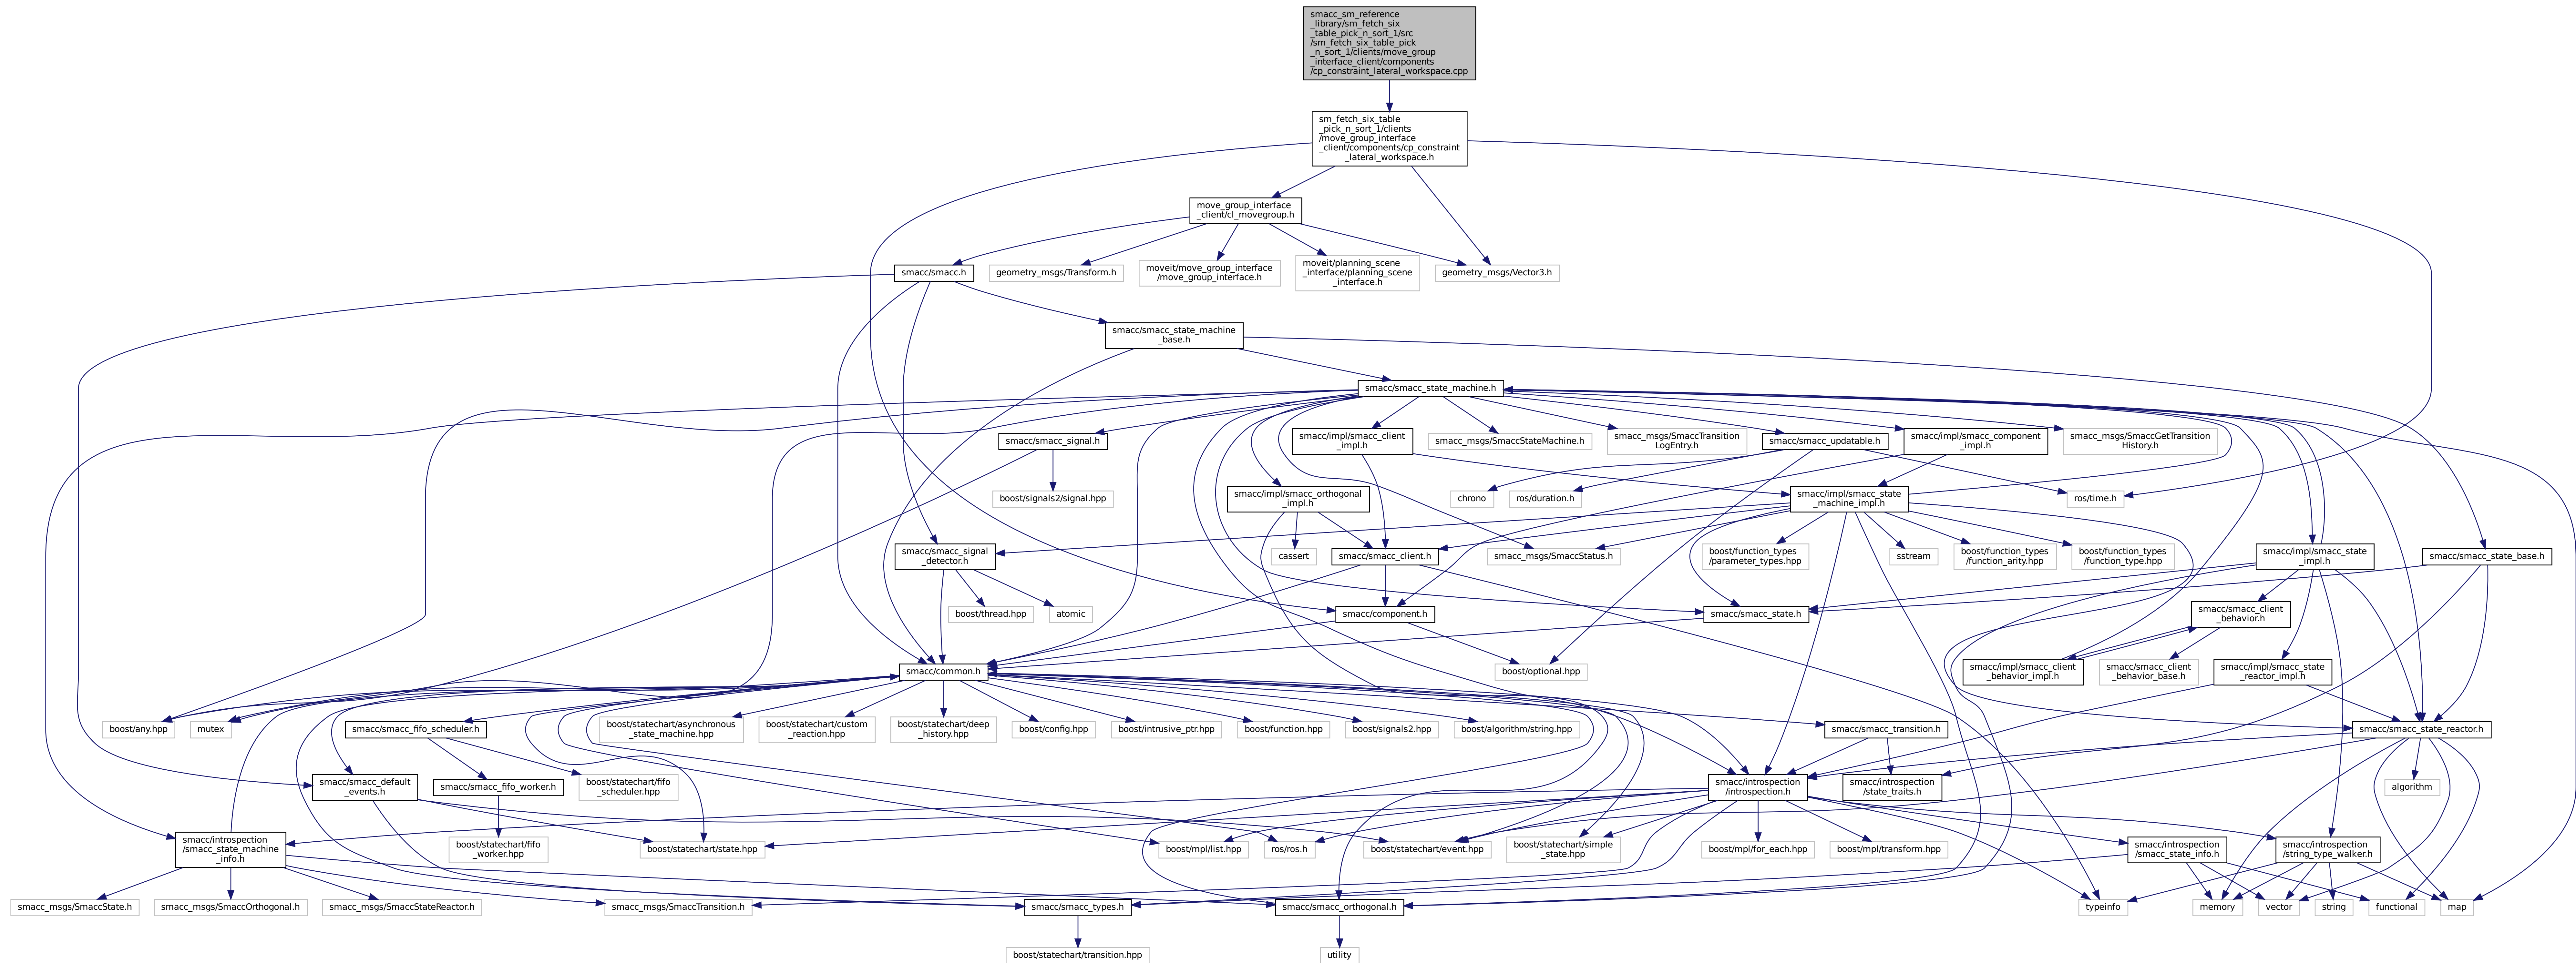 smacc_sm_reference
_library/sm_fetch_six
_table_pick_n_sort_1/src
/sm_fetch_six_table_pick
_n_sort_1/clients/move_group
_interface_client/components
/cp_constraint_lateral_workspace.cpp
sm_fetch_six_table
_pick_n_sort_1/clients
/move_group_interface
_client/components/cp_constraint
_lateral_workspace.h
move_group_interface
_client/cl_movegroup.h
smacc/smacc.h
geometry_msgs/Transform.h
moveit/move_group_interface
/move_group_interface.h
moveit/planning_scene
_interface/planning_scene
_interface.h
geometry_msgs/Vector3.h
smacc/smacc_state_machine
_base.h
smacc/smacc_state_machine.h
smacc/smacc_signal.h
smacc/impl/smacc_client
_impl.h
smacc_msgs/SmaccStateMachine.h
smacc_msgs/SmaccTransition
LogEntry.h
smacc/smacc_updatable.h
smacc/impl/smacc_component
_impl.h
smacc_msgs/SmaccGetTransition
History.h
boost/signals2/signal.hpp
smacc/impl/smacc_orthogonal
_impl.h
chrono
ros/duration.h
smacc/impl/smacc_state
_machine_impl.h
ros/time.h
smacc/smacc_signal
_detector.h
cassert
smacc/smacc_client.h
smacc_msgs/SmaccStatus.h
boost/function_types
/parameter_types.hpp
sstream
boost/function_types
/function_arity.hpp
boost/function_types
/function_type.hpp
smacc/impl/smacc_state
_impl.h
smacc/smacc_state_base.h
boost/thread.hpp
atomic
smacc/component.h
smacc/smacc_state.h
smacc/smacc_client
_behavior.h
smacc/common.h
boost/optional.hpp
smacc/impl/smacc_client
_behavior_impl.h
smacc/smacc_client
_behavior_base.h
smacc/impl/smacc_state
_reactor_impl.h
boost/any.hpp
mutex
smacc/smacc_fifo_scheduler.h
boost/statechart/asynchronous
_state_machine.hpp
boost/statechart/custom
_reaction.hpp
boost/statechart/deep
_history.hpp
boost/config.hpp
boost/intrusive_ptr.hpp
boost/function.hpp
boost/signals2.hpp
boost/algorithm/string.hpp
smacc/smacc_transition.h
smacc/smacc_state_reactor.h
smacc/smacc_default
_events.h
smacc/smacc_fifo_worker.h
boost/statechart/fifo
_scheduler.hpp
smacc/introspection
/introspection.h
smacc/introspection
/state_traits.h
algorithm
smacc/introspection
/smacc_state_machine
_info.h
boost/statechart/fifo
_worker.hpp
boost/statechart/state.hpp
boost/mpl/list.hpp
ros/ros.h
boost/statechart/event.hpp
boost/statechart/simple
_state.hpp
boost/mpl/for_each.hpp
boost/mpl/transform.hpp
smacc/introspection
/smacc_state_info.h
smacc/introspection
/string_type_walker.h
smacc_msgs/SmaccState.h
smacc_msgs/SmaccOrthogonal.h
smacc_msgs/SmaccStateReactor.h
smacc_msgs/SmaccTransition.h
smacc/smacc_types.h
smacc/smacc_orthogonal.h
typeinfo
memory
vector
string
functional
map
boost/statechart/transition.hpp
utility